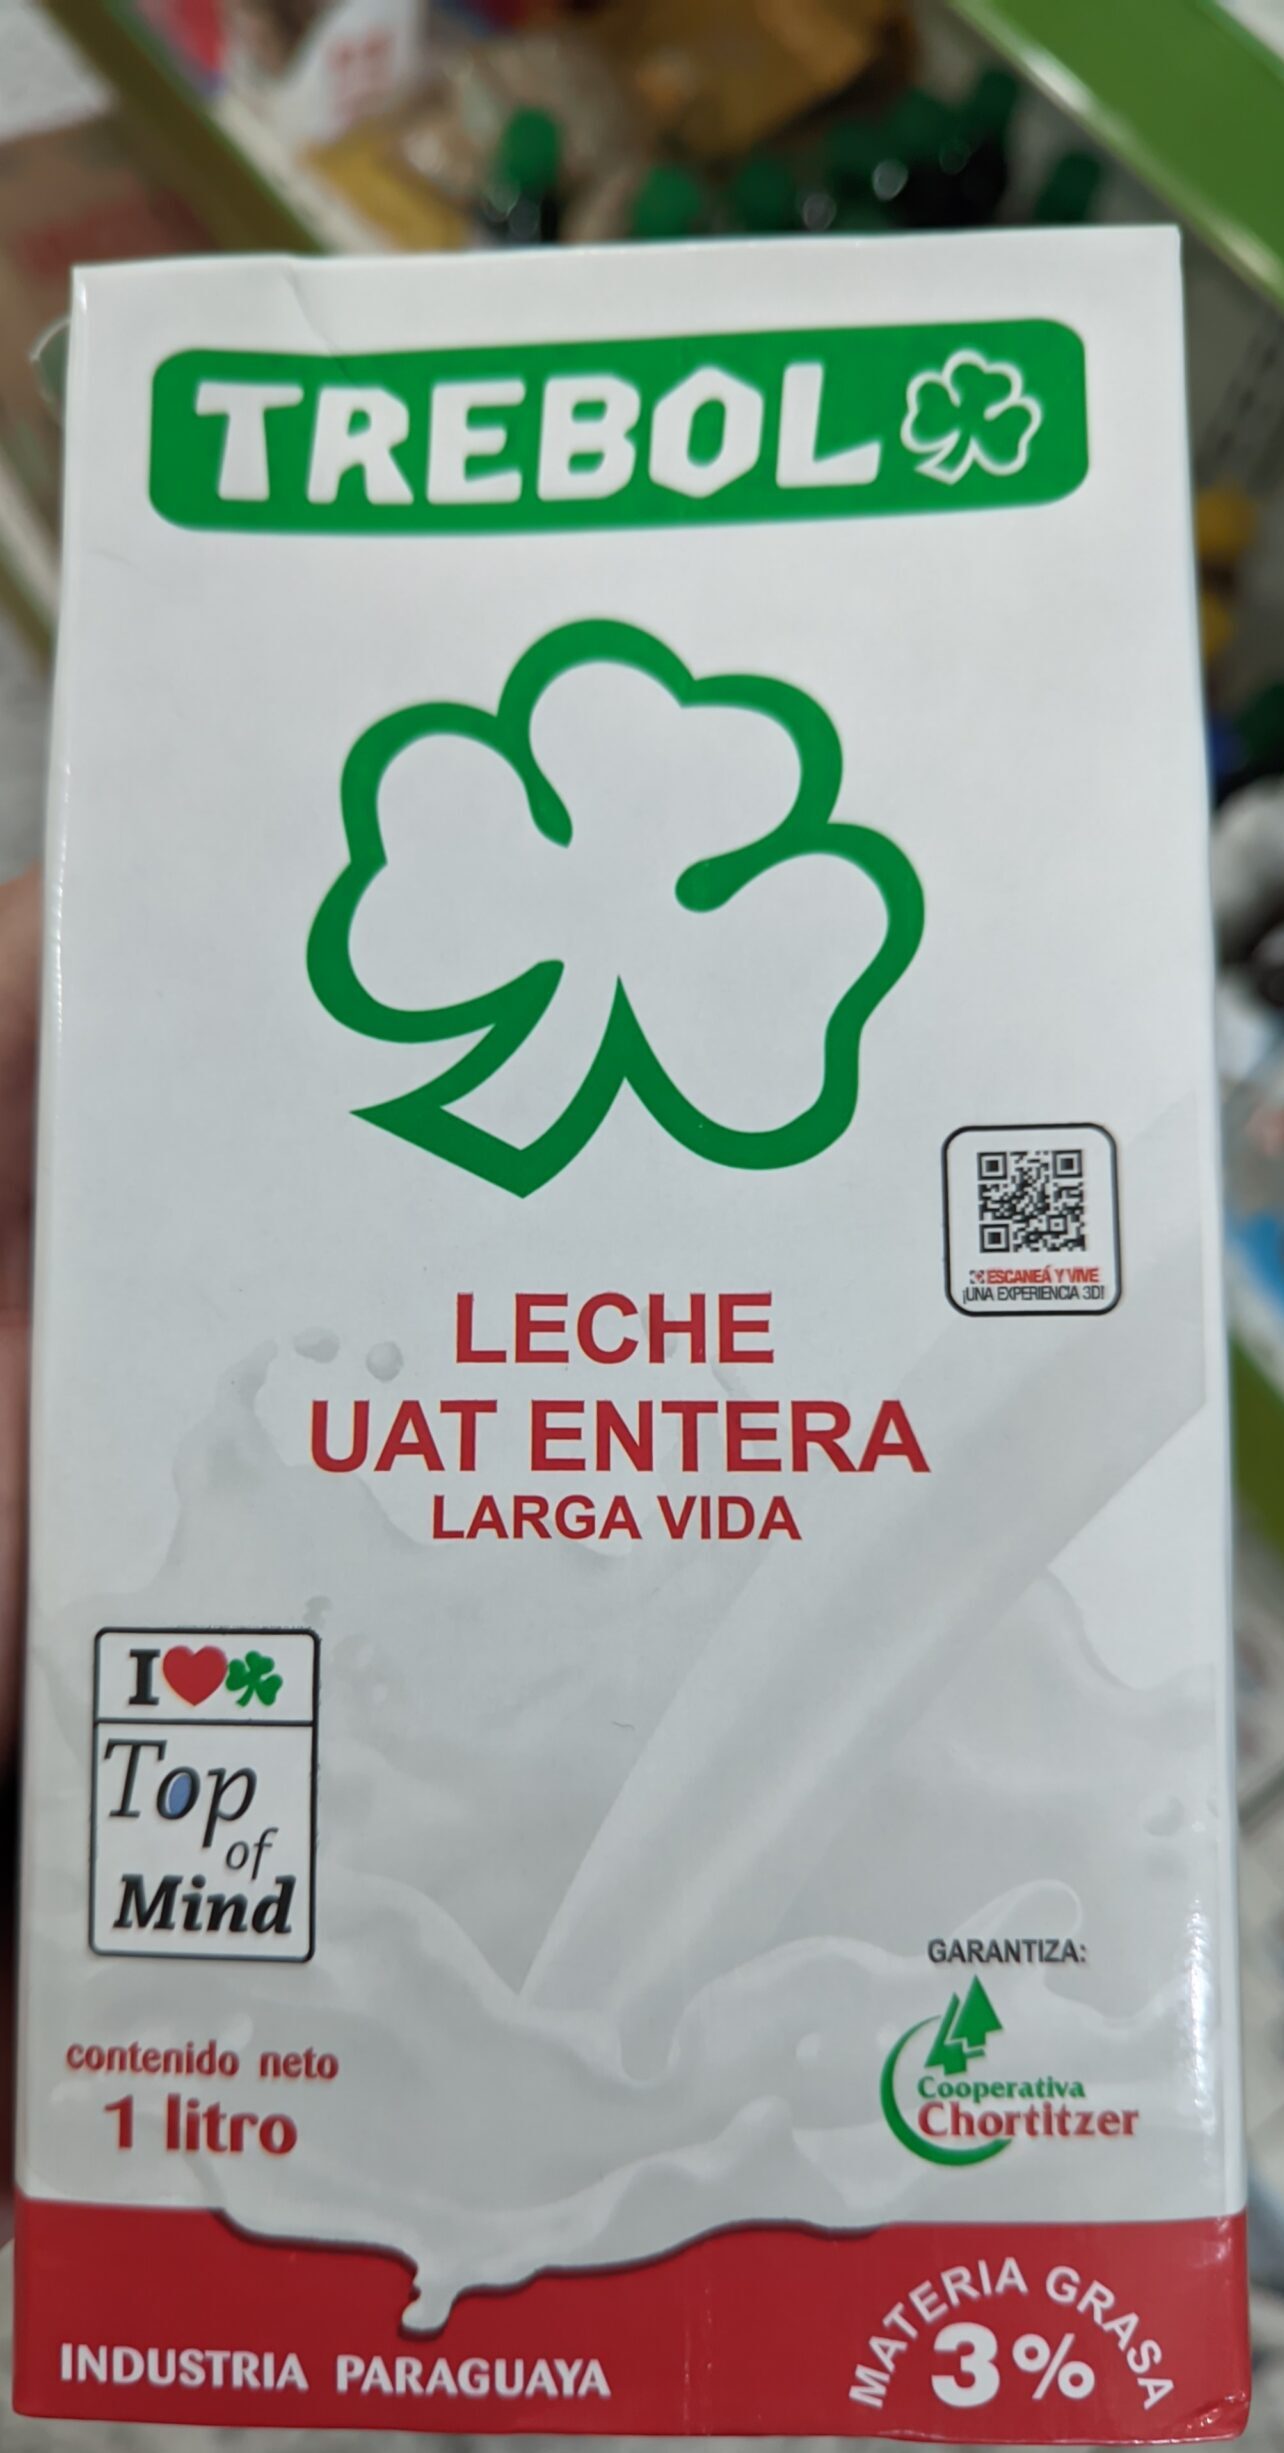 TREBOL
ESCANEÁ Y VIVE
¡UNA EXPERIENCIA 3D!
LECHE
UAT ENTERA
LARGA VIDA
I
Top
of
Mind
GARANTIZA:
Cooperativa
Chortitzer
contenido neto
1 litro
INDUSTRIA PARAGUAYA
MATERIA GRASA
3%